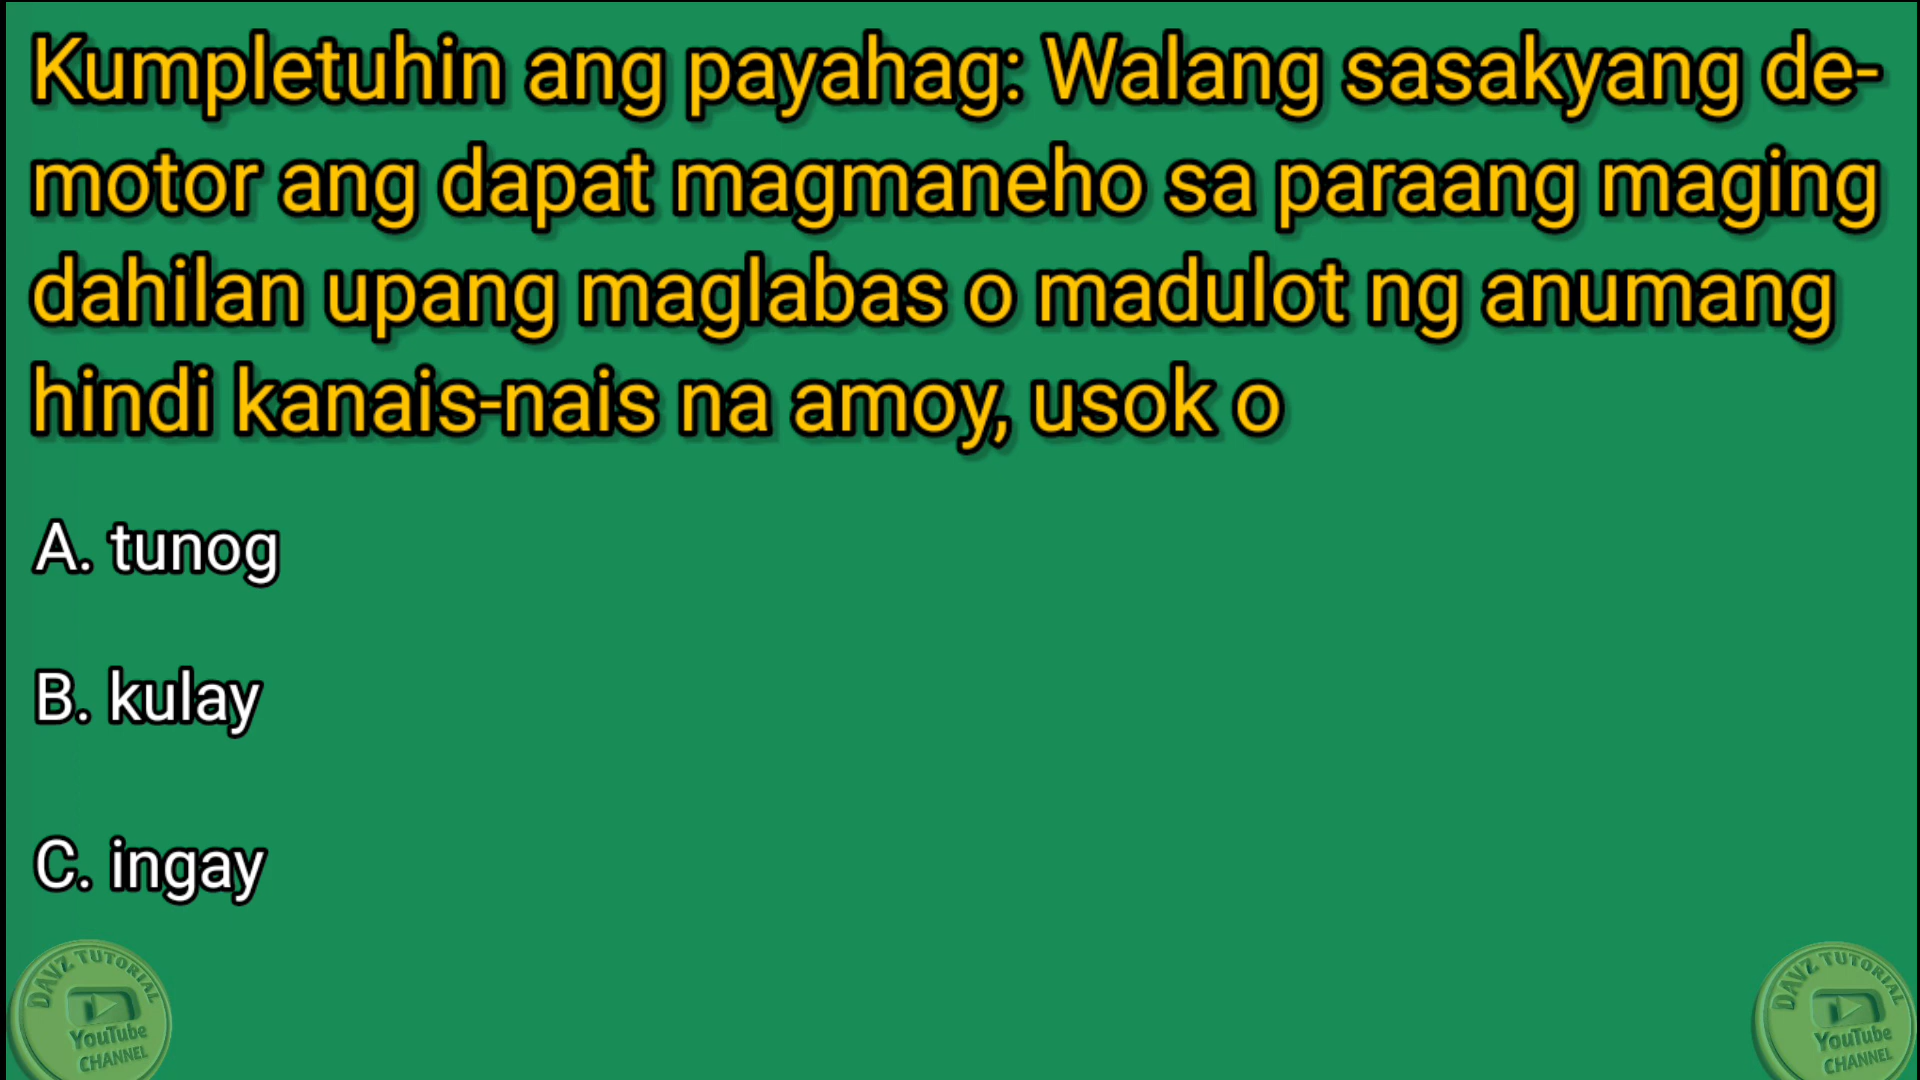 Kumpletuhin ang payahag: Walang sasakyang de-
motor ang dapat magmaneho sa paraang maging
dahilan upang maglabas o madulot ng anumang
hindi kanais-nais na amoy, usok o
A. tunog
B. kulay
C. ingay
DAVZ TUTORIAL
YouTube
CHANNEL
DAVZ TUTORIAL
YouTube
CHANNEL